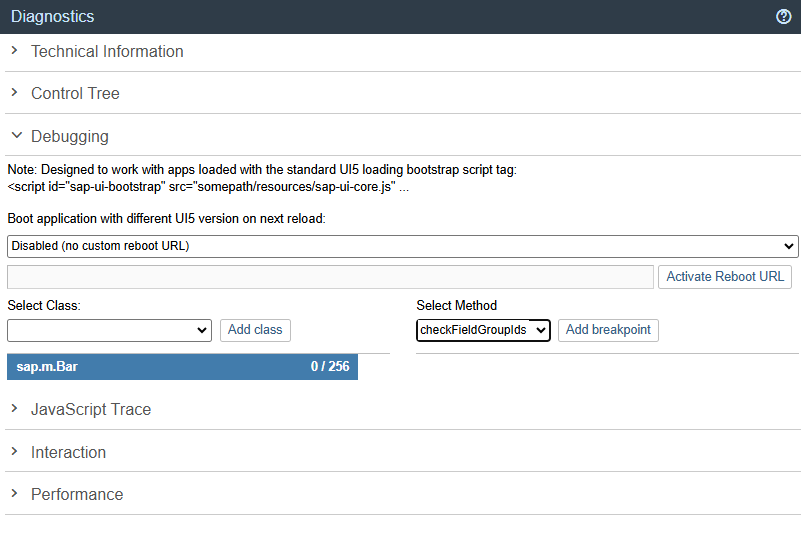 Diagnostics
Technical Information
Control Tree
Debugging
Note: Designed to work with apps loaded with the standard UI5 loading bootstrap script tag:
<script id="sap-ui-bootstrap" src="somepath/resources/sap-ui-core.js" ...
Boot application with different UI5 version on next reload:
Disabled (no custom reboot URL)
Activate Reboot URL
Select Class:
Select Method
Add class
checkFieldGroupIds
Add breakpoint
sap.m.Bar 0 / 256
JavaScript Trace
Interaction
Performance